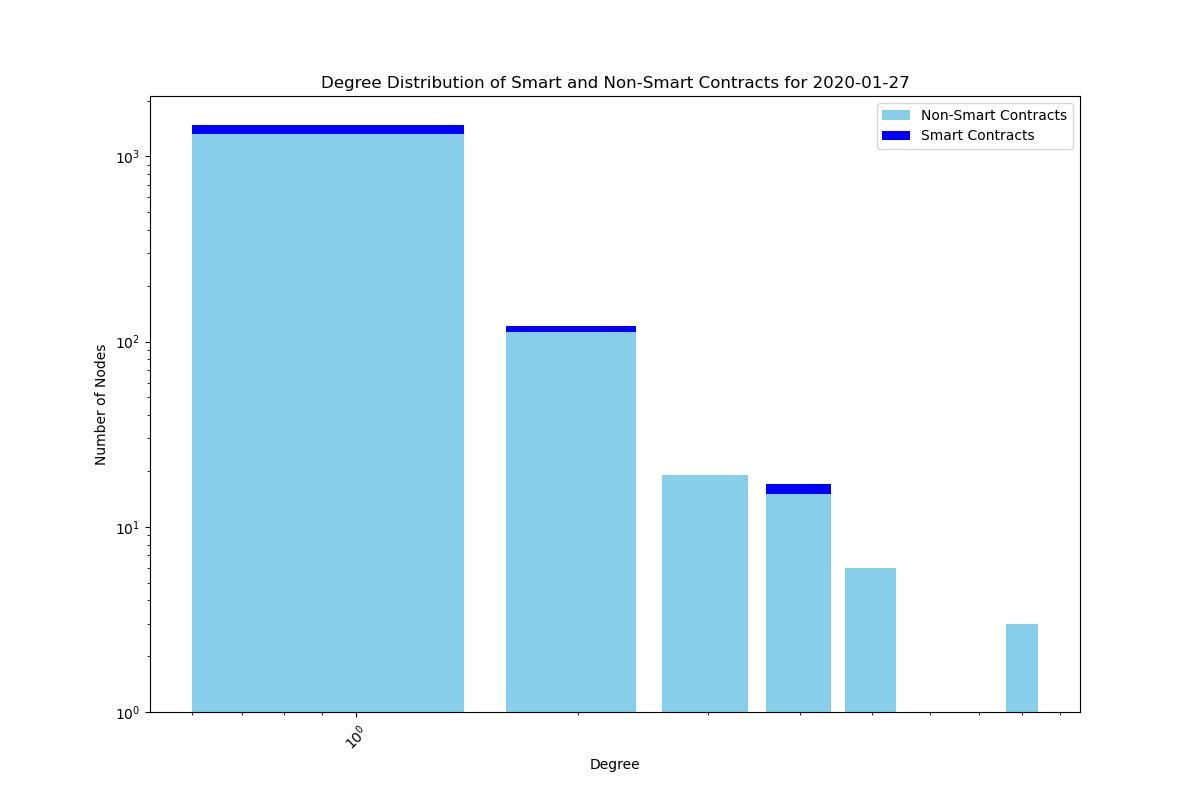 Degree Distribution of Smart and Non-Smart Contracts for 2020-01-27
Non-Smart Contracts
Smart Contracts
Number of Nodes
10³
10²
10¹
10⁰
10⁰
Degree